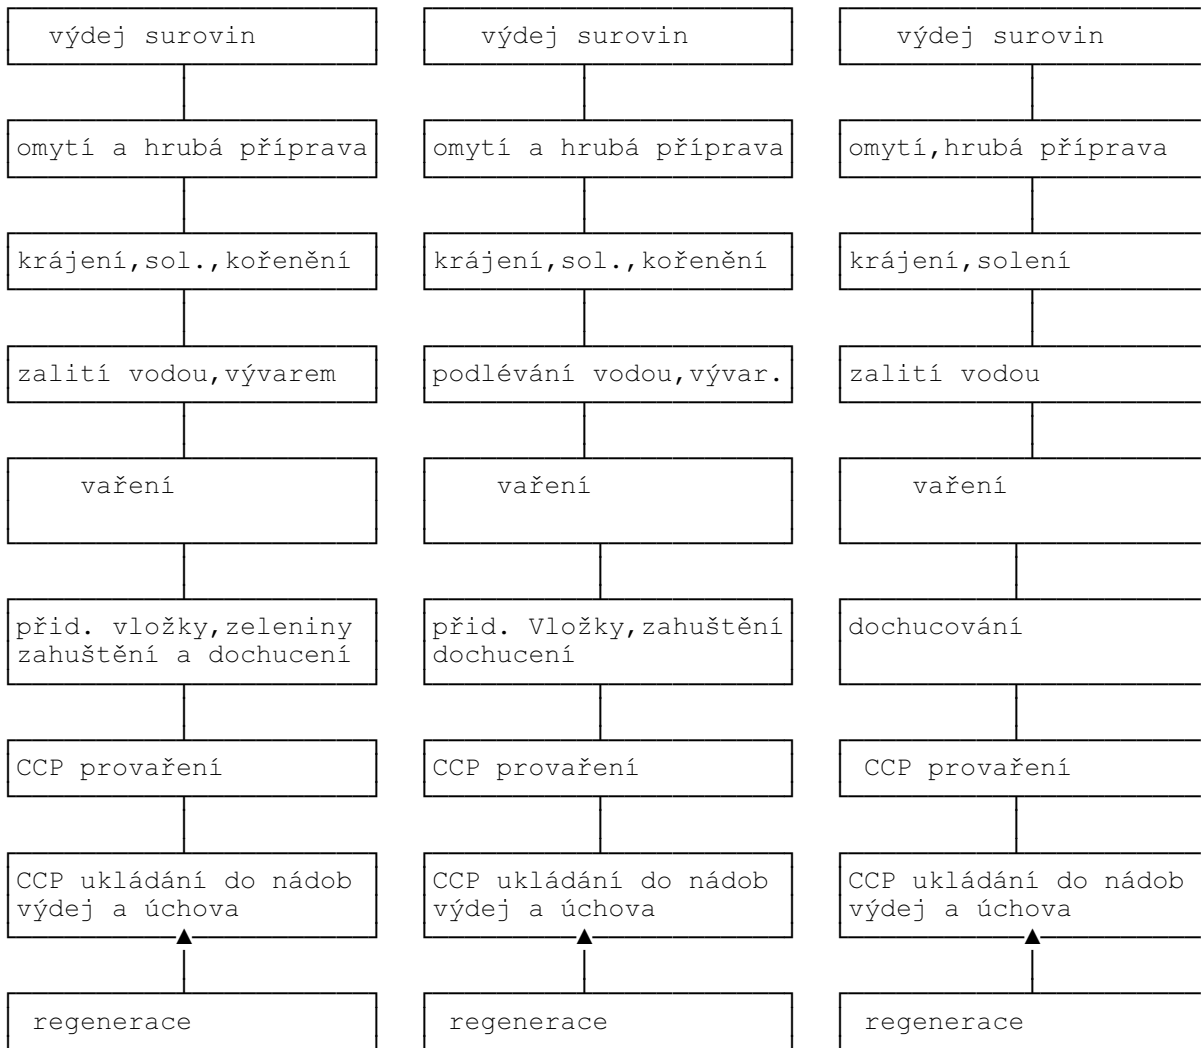 výdej surovin
výdej surovin
výdej surovin
omytí a hrubá příprava
omytí a hrubá příprava
omytí,hrubá příprava
krájení,sol.,kořenění
krájení,sol.,kořenění
krájení,solení
zalití vodou,vývarem
podlévání vodou,vývar.
zalití vodou
vaření
vaření
vaření
přid. vložky,zeleniny
zahuštění a dochucení
přid. Vložky,zahuštění
dochucení
dochucování
CCP provaření
CCP provaření
CCP provaření
CCP ukládání do nádob
výdej a úchova
CCP ukládání do nádob
výdej a úchova
CCP ukládání do nádob
výdej a úchova
regenerace
regenerace
regenerace